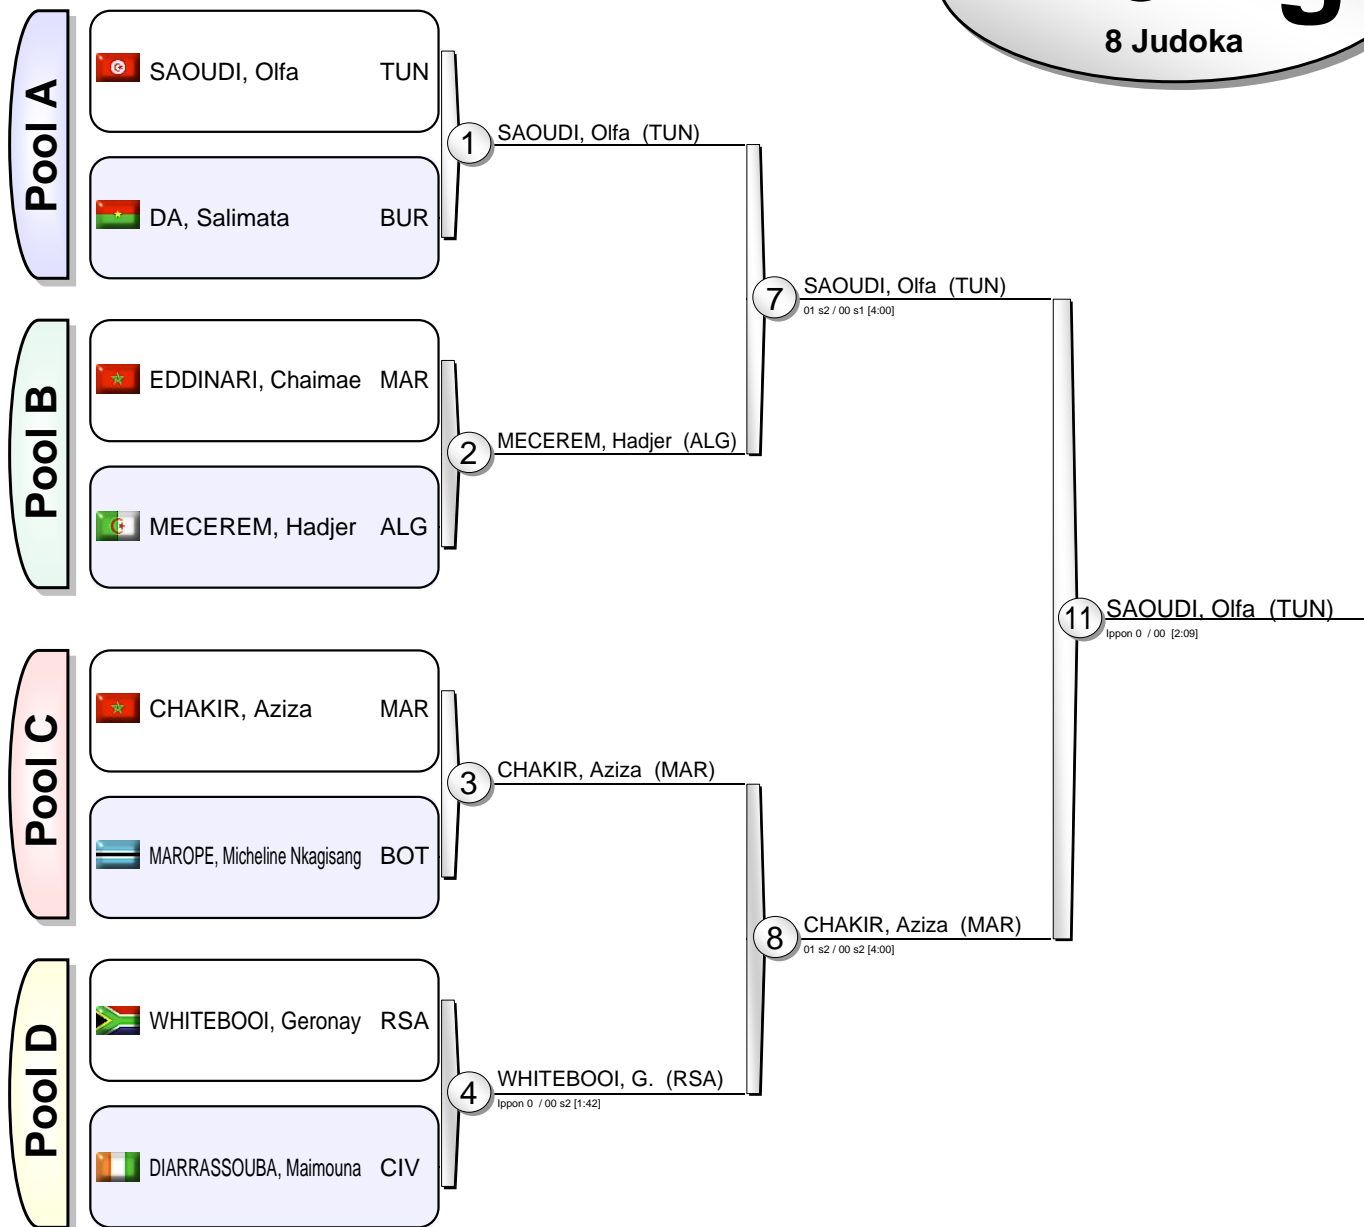 8 Judoka
Pool A
SAOUDI, Olfa TUN
DA, Salimata BUR
1
SAOUDI, Olfa (TUN)
Pool B
EDDINARI, Chaimae MAR
MECEREM, Hadjer ALG
2
MECEREM, Hadjer (ALG)
7
SAOUDI, Olfa (TUN)
01 s2 / 00 s1 [4:00]
Pool C
CHAKIR, Aziza MAR
MAROPE, Micheline Nkagisang BOT
3
CHAKIR, Aziza (MAR)
Pool D
WHITEBOOI, Geronay RSA
DIARRASSOUBA, Maimouna CIV
4
WHITEBOOI, G. (RSA)
Ippon 0 / 00 s2 [1:42]
8
CHAKIR, Aziza (MAR)
01 s2 / 00 s2 [4:00]
11
SAOUDI, Olfa (TUN)
Ippon 0 / 00 [2:09]